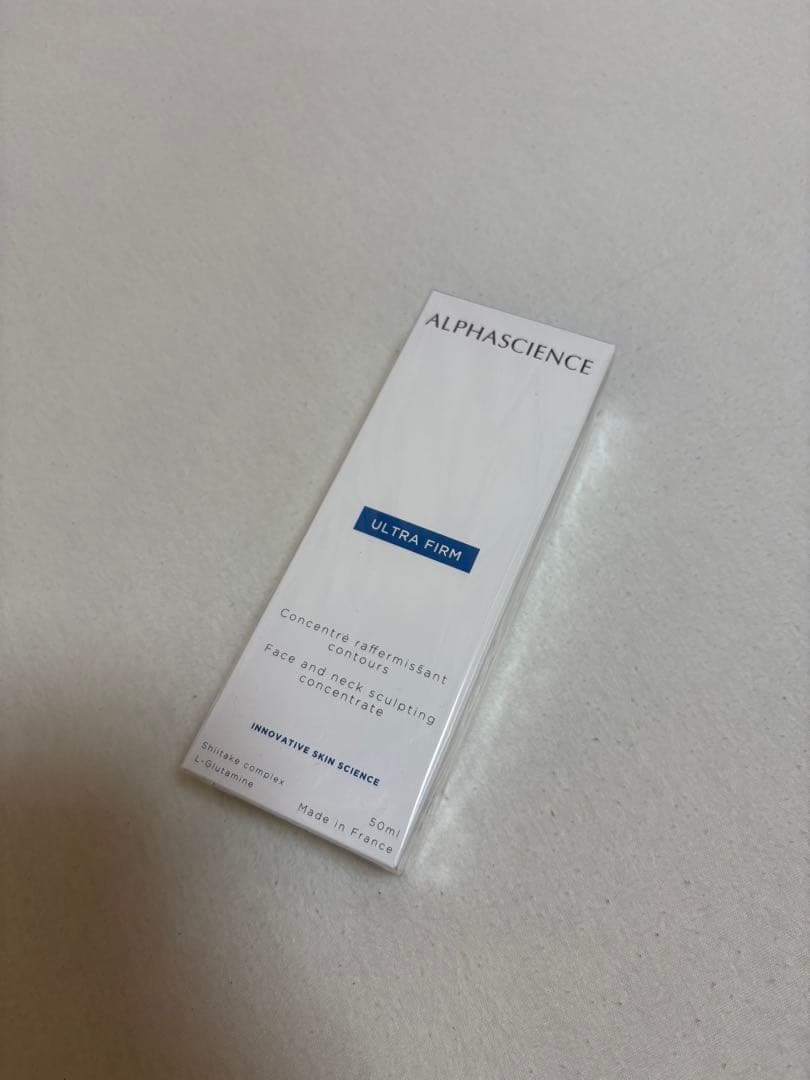 ALPHASCIENCE
ULTRA FIRM
Concentré raffermissant
contours
Face and neck sculpting
concentrate
INNOVATIVE SKIN SCIENCE
Shiitake complex
L-Glutamine
50ml
Made in France